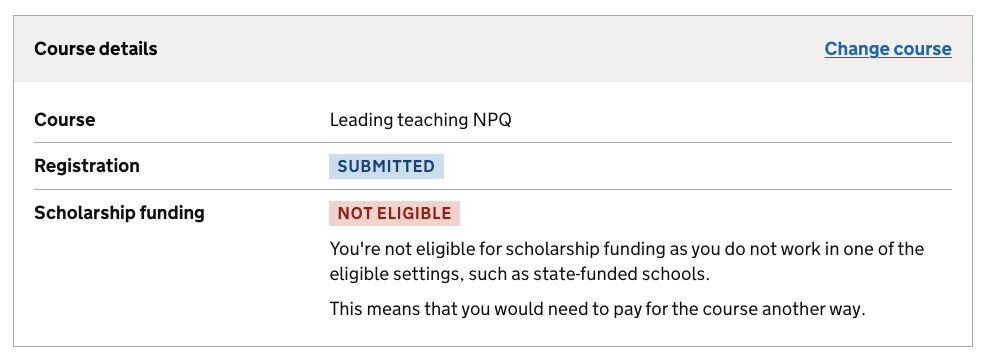 Course details
Change course
Course
Leading teaching NPQ
Registration
SUBMITTED
Scholarship funding
NOT ELIGIBLE
You're not eligible for scholarship funding as you do not work in one of the
eligible settings, such as state-funded schools.
This means that you would need to pay for the course another way.